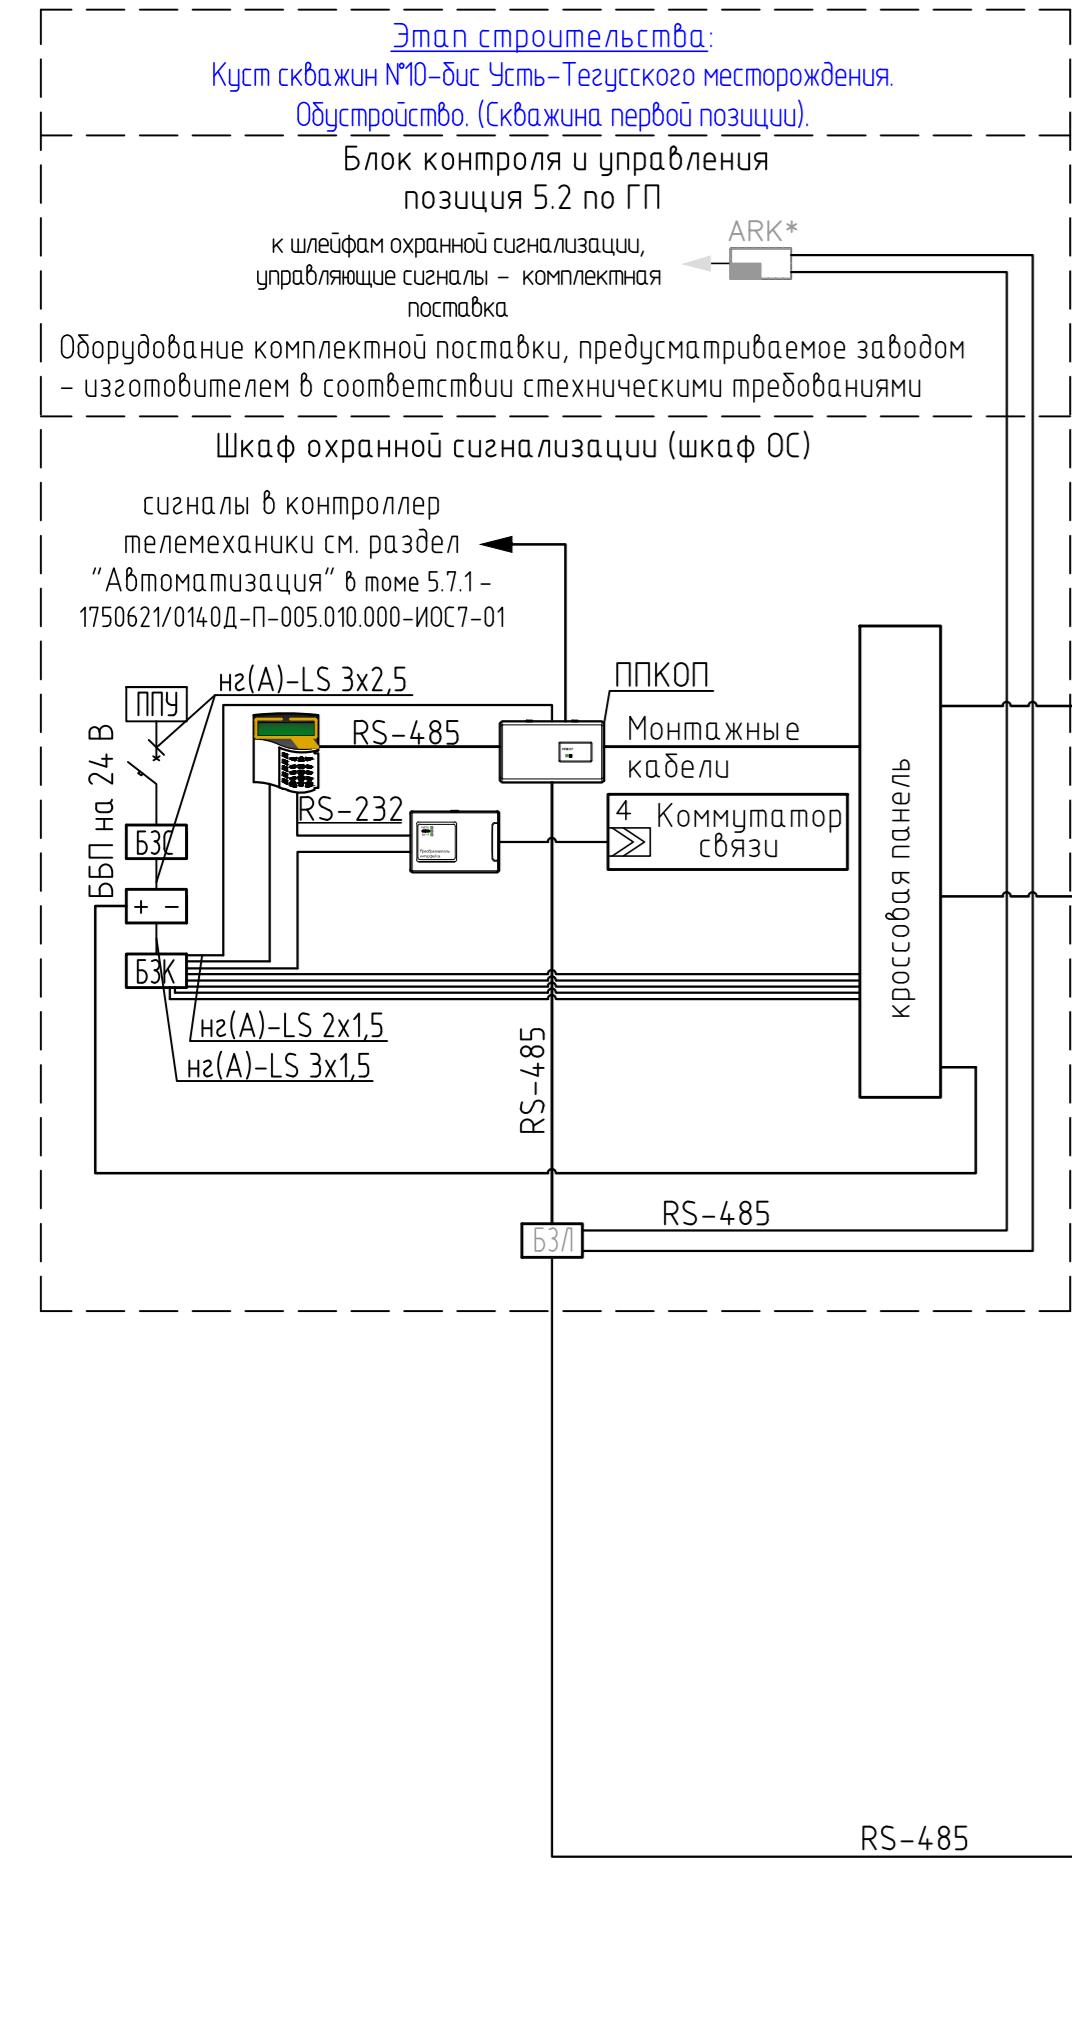 Этап строительства:
Куст скважин №10-бис Усть-Тегусского месторождения.
Обустройство. (Скважина первой позиции).
Блок контроля и управления
позиция 5.2 по ГП
ARK*
к шлейфам охранной сигнализации,
управляющие сигналы - комплектная
поставка
Оборудование комплектной поставки, предусматриваемое заводом
- изготовителем в соответствии стехническими требованиями
Шкаф охранной сигнализации (шкаф ОС)
сигналы в контроллер
телемеханики см. раздел
"Автоматизация" в томе 5.7.1 -
1750621/0140Д-П-005.010.000-ИОС7-01
нг(А)-LS 3х2,5
ППКОП
ППУ
RS-485
Монтажные
кабели
ББП на 24 В
RS-232
4
Коммутатор
связи
БЗС
Преобразователь
интерфейса
кроссовая панель
+ -
БЗК
нг(А)-LS 2х1,5
нг(А)-LS 3х1,5
RS-485
RS-485
БЗЛ
RS-485